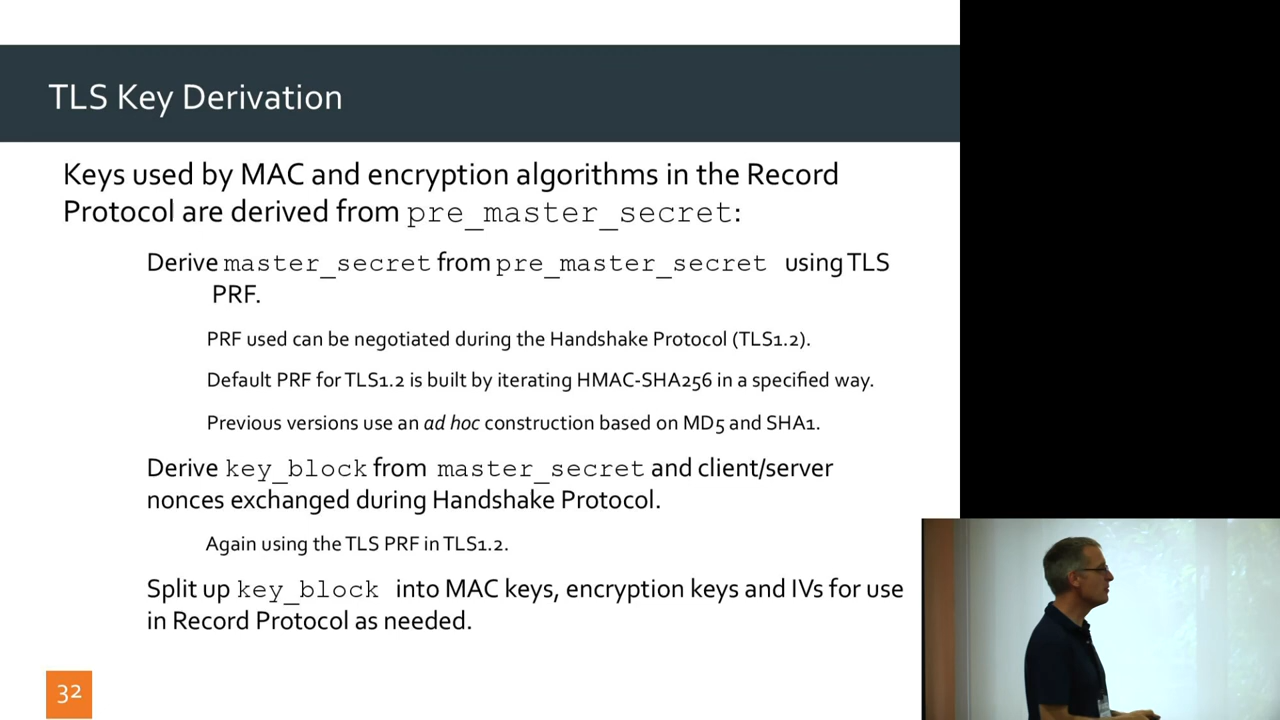 TLS Key Derivation
Keys used by MAC and encryption algorithms in the Record
Protocol are derived from pre_master_secret:
Derive master_secret from pre_master_secret using TLS
PRF.
PRF used can be negotiated during the Handshake Protocol (TLS1.2).
Default PRF for TLS1.2 is built by iterating HMAC-SHA256 in a specified way.
Previous versions use an ad hoc construction based on MD5 and SHA1.
Derive key_block from master_secret and client/server
nonces exchanged during Handshake Protocol.
Again using the TLS PRF in TLS1.2.
Split up key_block into MAC keys, encryption keys and IVs for use
in Record Protocol as needed.
32